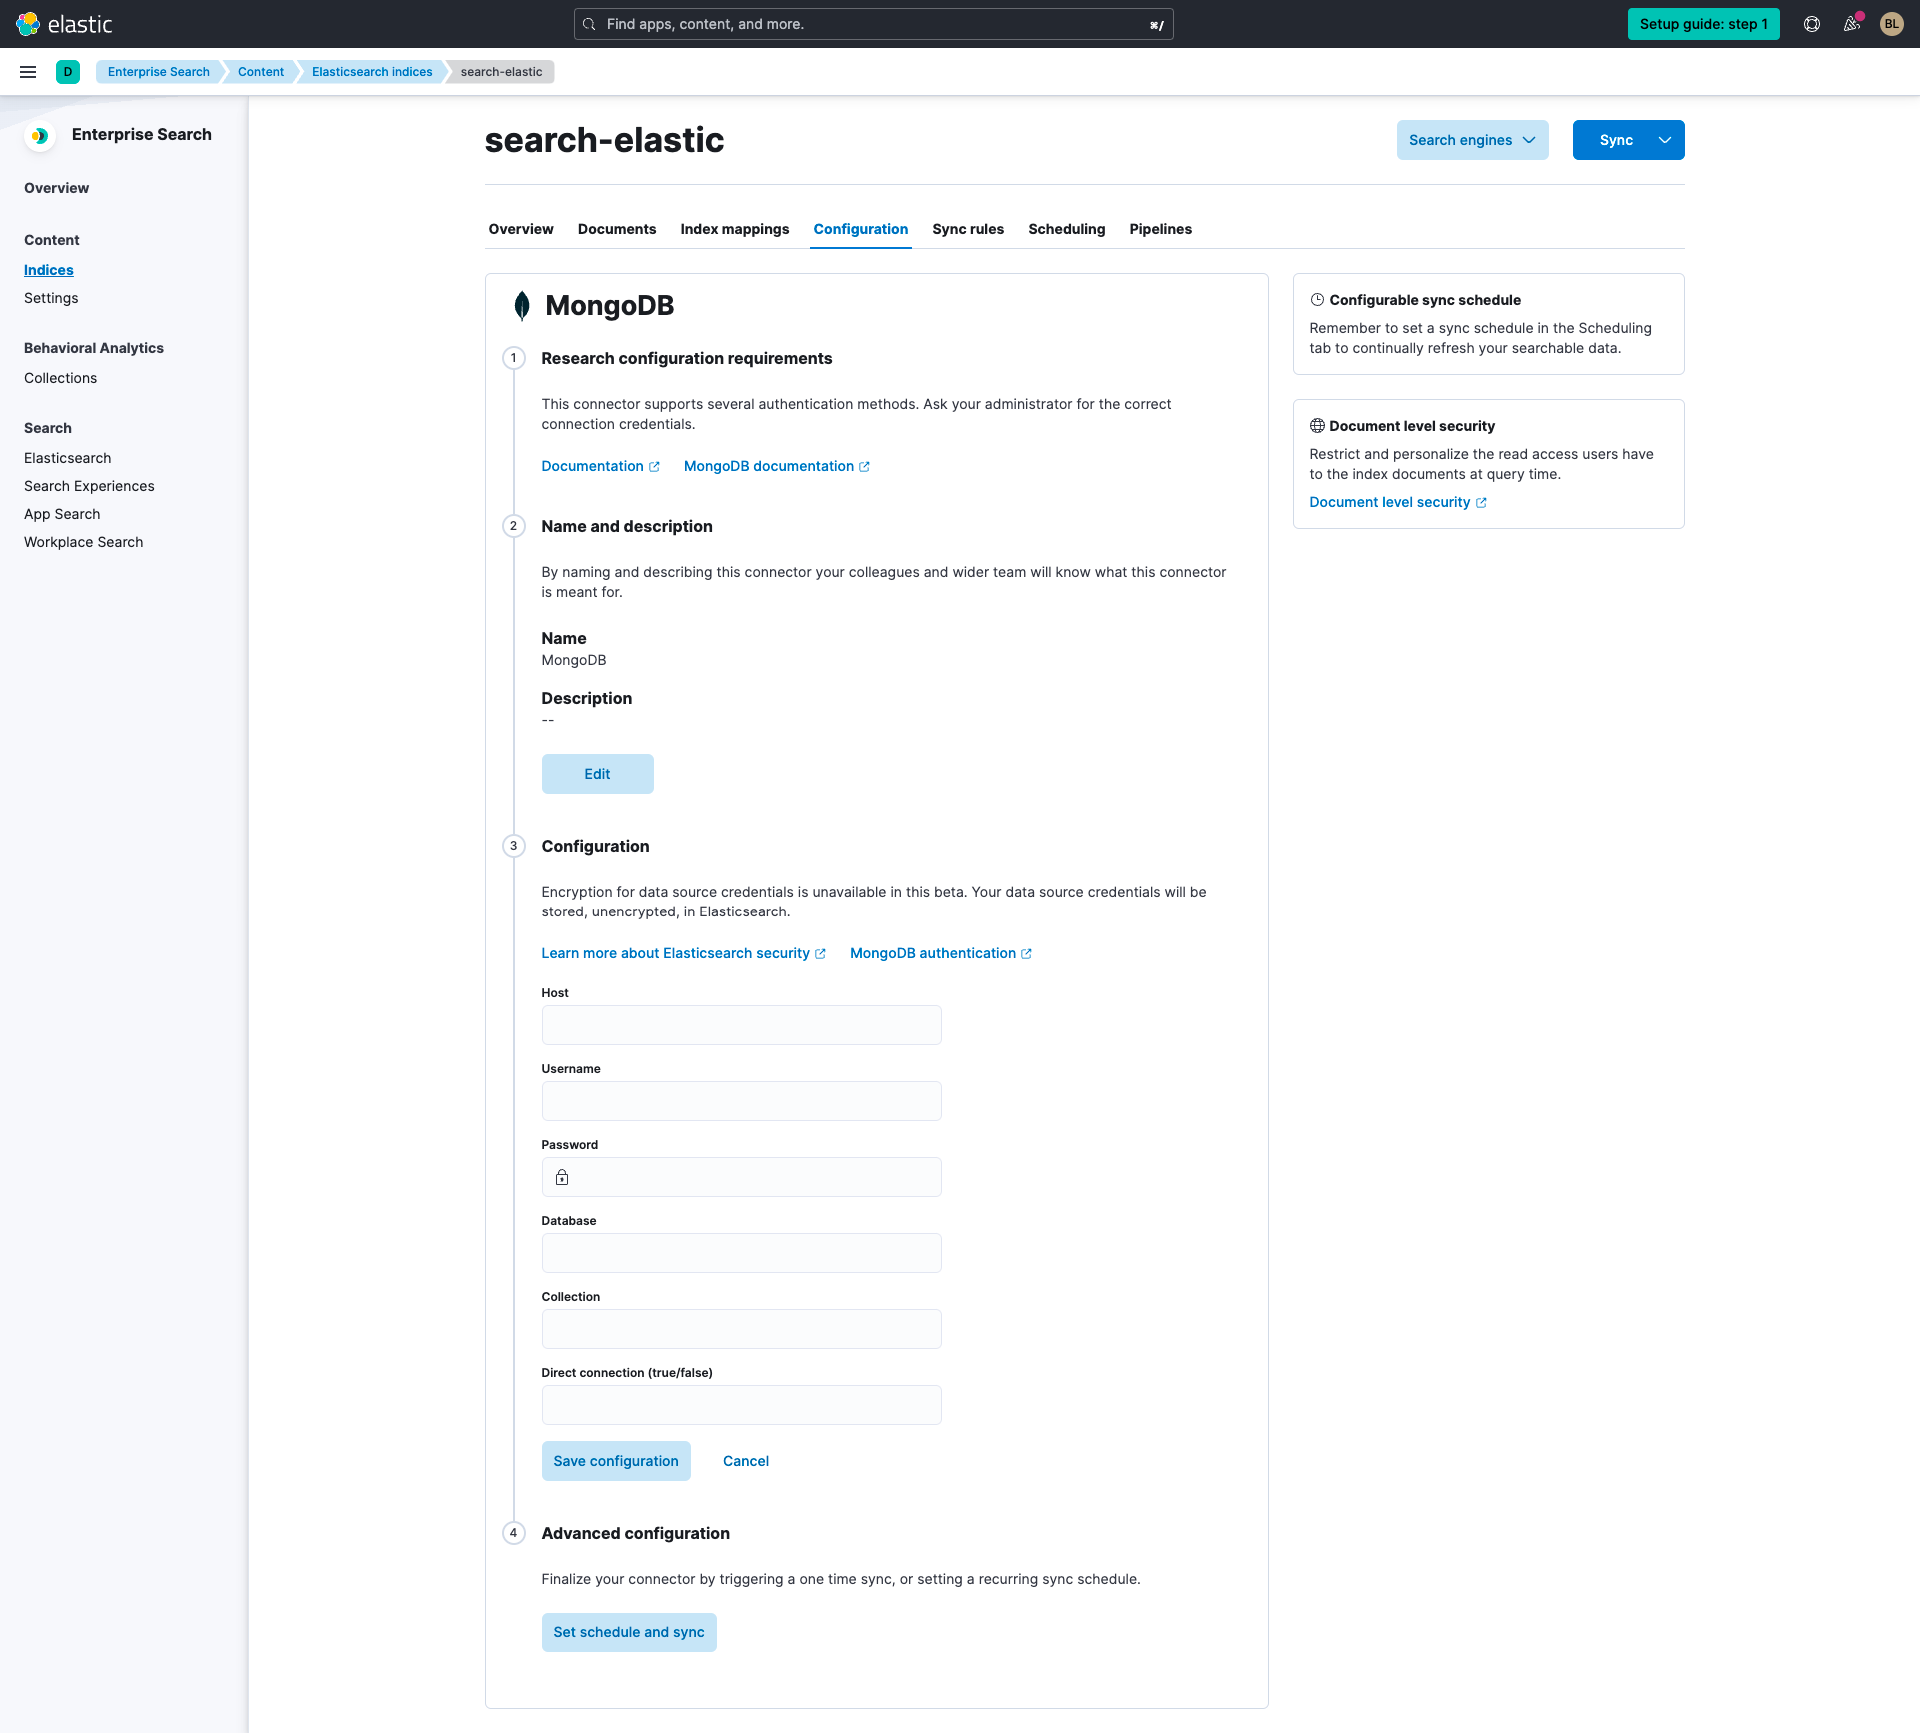 elastic
Find apps, content, and more.
⌘/
Setup guide: step 1
BL
D
Enterprise Search
Content
Elasticsearch indices
search-elastic
Enterprise Search
Overview
Content
Indices
Settings
Behavioral Analytics
Collections
Search
Elasticsearch
Search Experiences
App Search
Workplace Search
search-elastic
Search engines
Sync
Overview
Documents
Index mappings
Configuration
Sync rules
Scheduling
Pipelines
MongoDB
1
Research configuration requirements
This connector supports several authentication methods. Ask your administrator for the correct
connection credentials.
Documentation
MongoDB documentation
2
Name and description
By naming and describing this connector your colleagues and wider team will know what this connector
is meant for.
Name
MongoDB
Description
--
Edit
3
Configuration
Encryption for data source credentials is unavailable in this beta. Your data source credentials will be
stored, unencrypted, in Elasticsearch.
Learn more about Elasticsearch security
MongoDB authentication
Host
Username
Password
Database
Collection
Direct connection (true/false)
Save configuration
Cancel
4
Advanced configuration
Finalize your connector by triggering a one time sync, or setting a recurring sync schedule.
Set schedule and sync
Configurable sync schedule
Remember to set a sync schedule in the Scheduling
tab to continually refresh your searchable data.
Document level security
Restrict and personalize the read access users have
to the index documents at query time.
Document level security